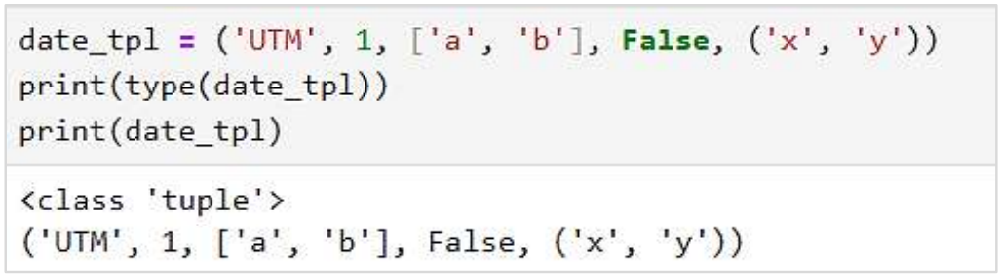 date_tpl = ('UTM', 1, ['a', 'b'], False, ('x', 'y'))
print(type(date_tpl))
print(date_tpl)
<class 'tuple'>
('UTM', 1, ['a', 'b'], False, ('x', 'y'))